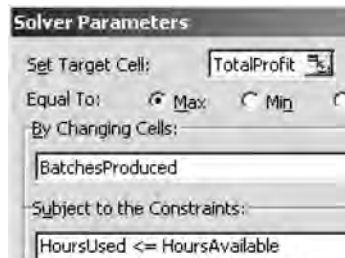 Solver Parameters
Set Target Cell: TotalProfit
Equal To: Max Min
By Changing Cells:
BatchesProduced
Subject to the Constraints:
HoursUsed <= HoursAvailable